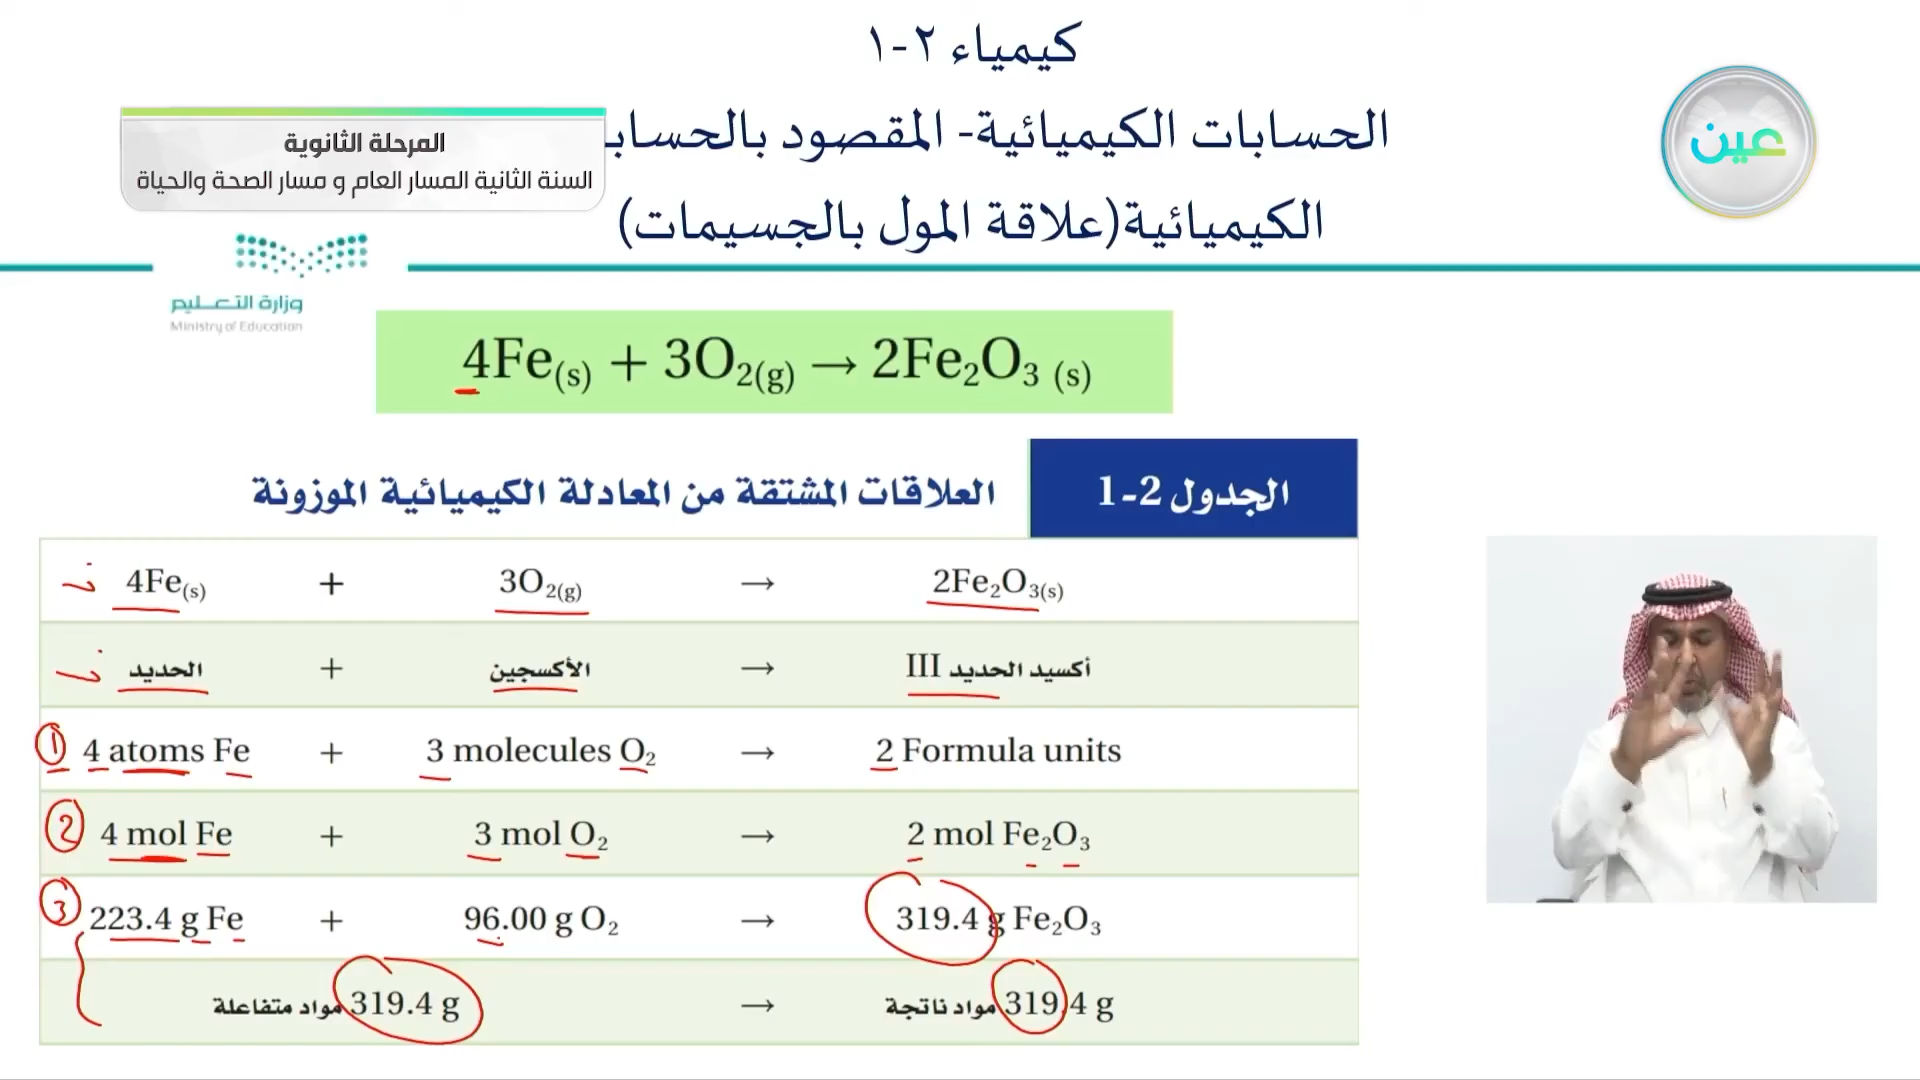 كيمياء ٢-١
الحسابات الكيميائية- المقصود بالحساب
الكيميائية(علاقة المول بالجسيمات)
المرحلة الثانوية
السنة الثانية المسار العام و مسار الصحة والحياة
عين
وزارة التعليم
Ministry of Education
4Fe(s) + 3O2(g) → 2Fe2O3 (s)
الجدول 2-1 العلاقات المشتقة من المعادلة الكيميائية الموزونة
4Fe(s) + 3O2(g) → 2Fe2O3(s)
الحديد + الأكسجين → أكسيد الحديد III
1 4 atoms Fe + 3 molecules O2 → 2 Formula units
2 4 mol Fe + 3 mol O2 → 2 mol Fe2O3
3 223.4 g Fe + 96.00 g O2 → 319.4 g Fe2O3
مواد متفاعلة 319.4 g → مواد ناتجة 319.4 g